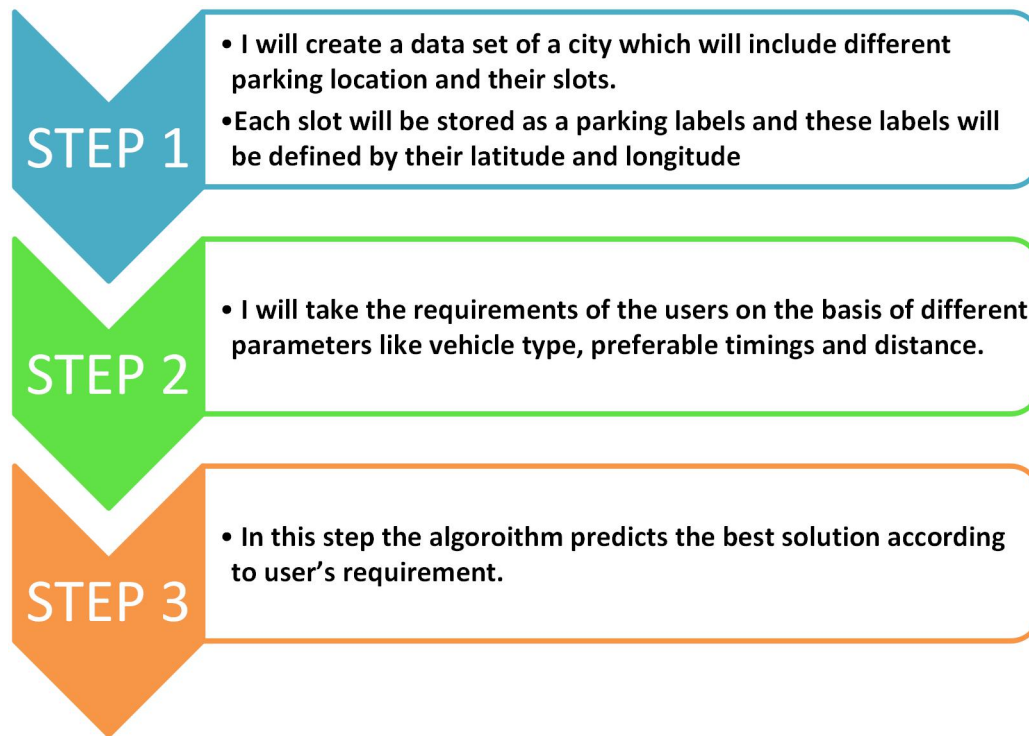 STEP 1
• I will create a data set of a city which will include different
parking location and their slots.
•Each slot will be stored as a parking labels and these labels will
be defined by their latitude and longitude
STEP 2
• I will take the requirements of the users on the basis of different
parameters like vehicle type, preferable timings and distance.
STEP 3
• In this step the algoroithm predicts the best solution according
to user’s requirement.